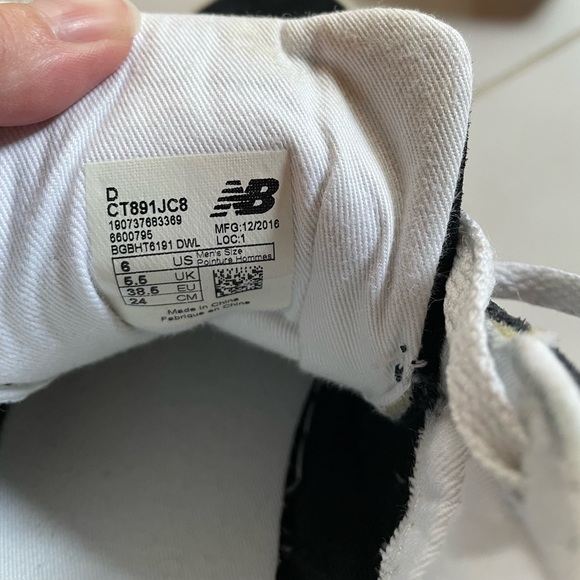 D
CT891JC8
190737683369
6600795
BGBHT6191 DWL
NB
MFG:12/2016
LOC:1
6 US Men's Size
5.5 UK Pointure Hommes
38.5 EU
24 CM
Made in China
Fabriqué en Chine